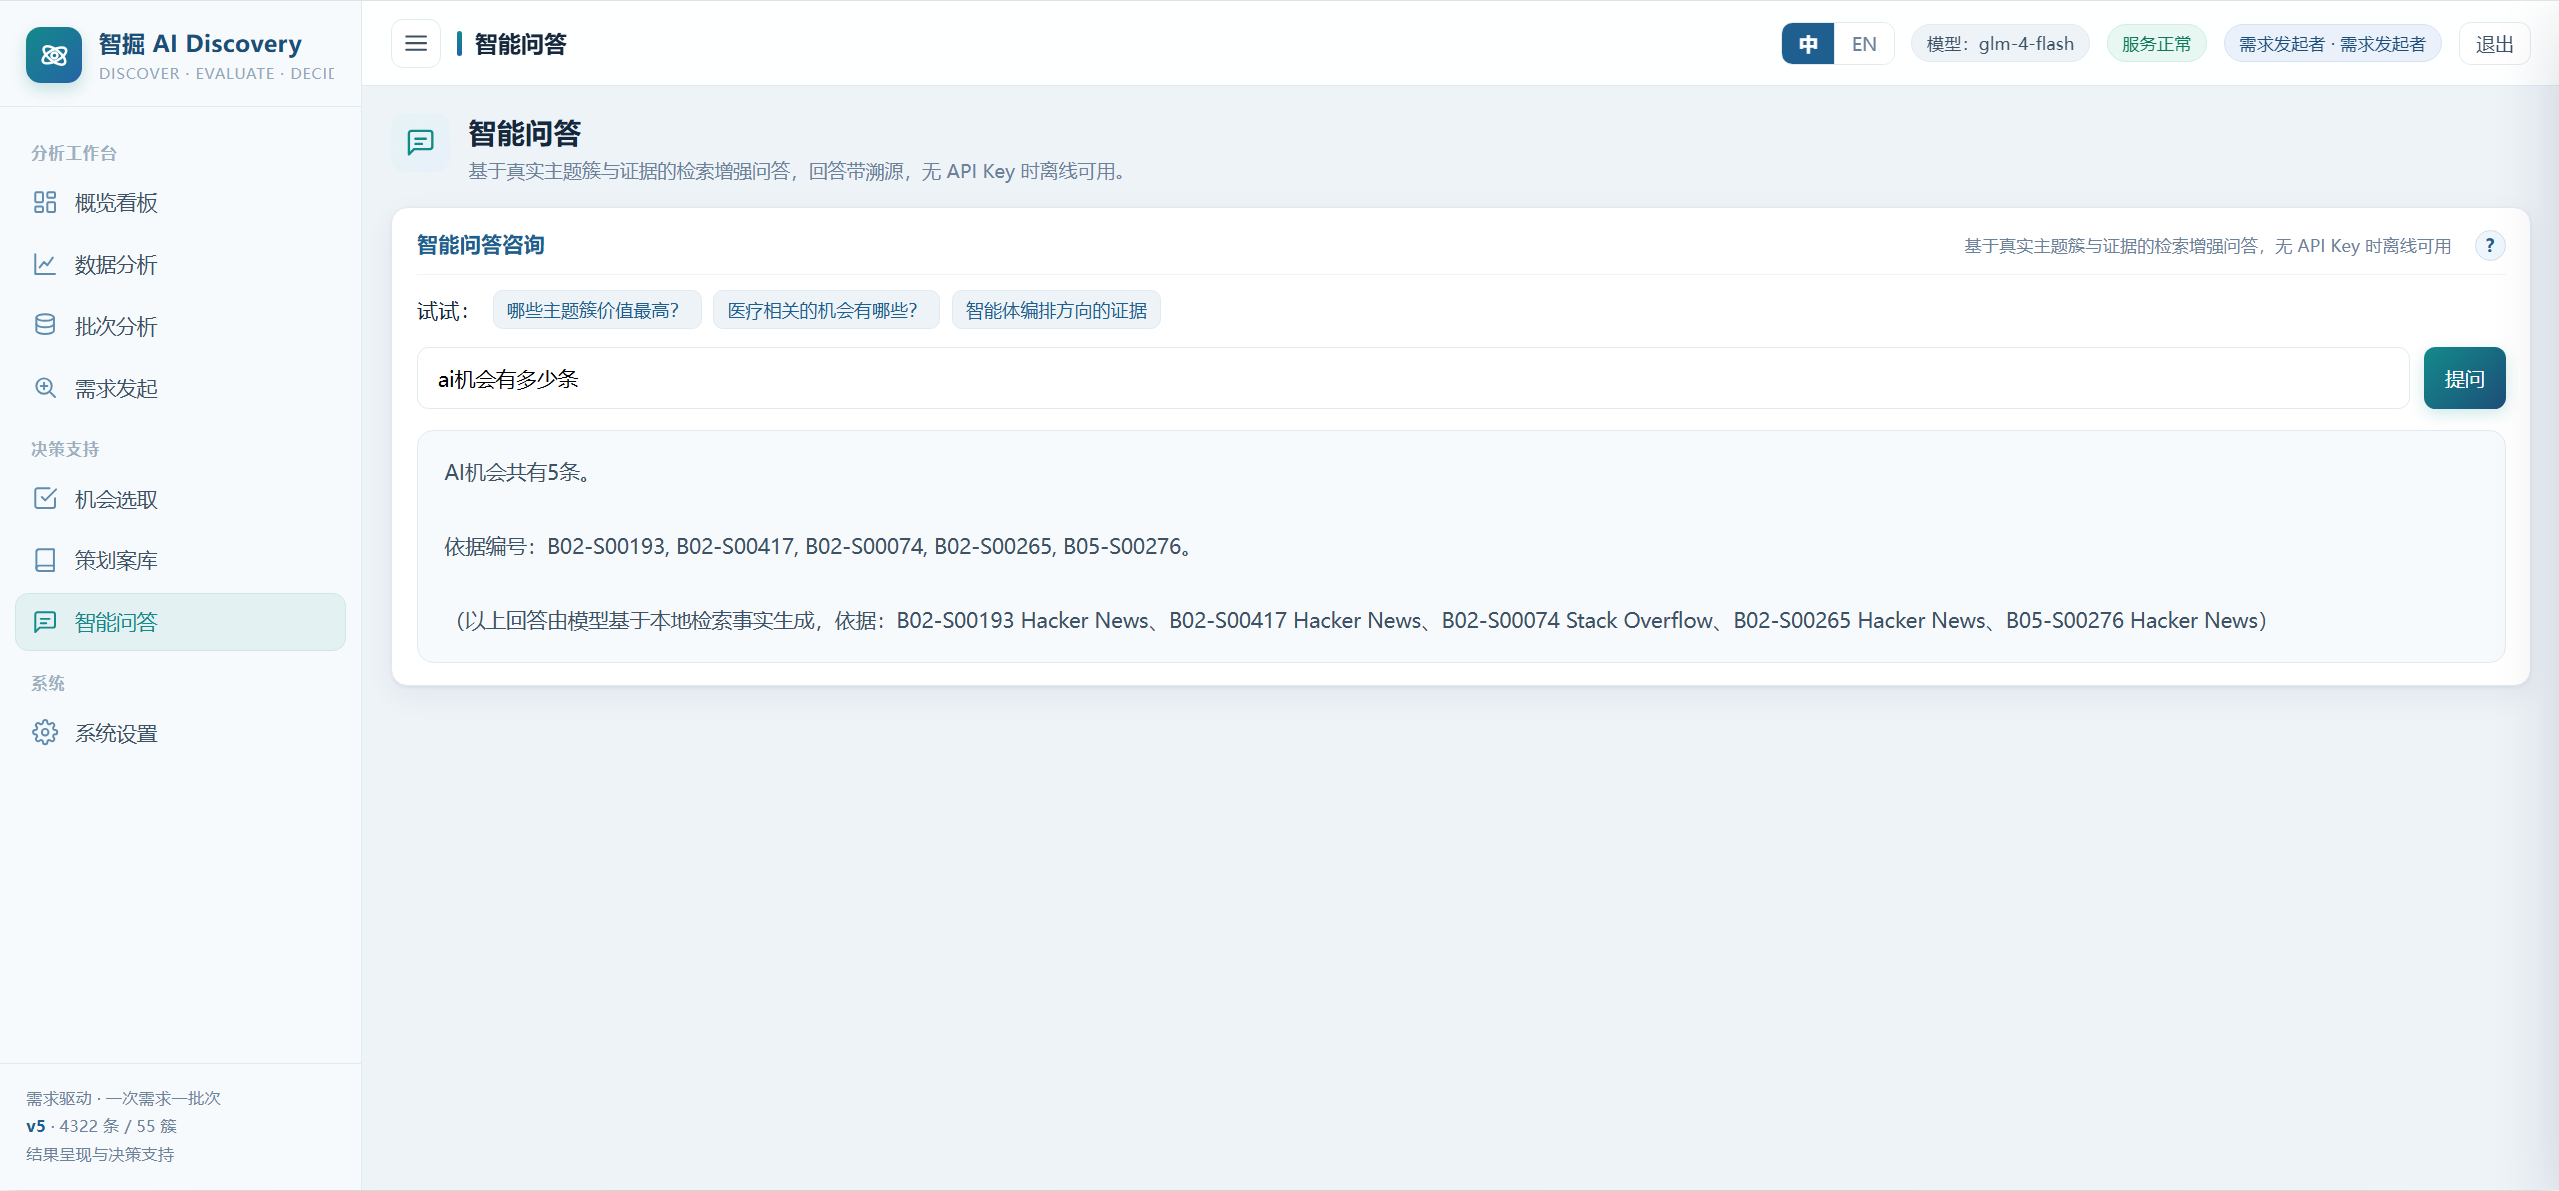 智掘 AI Discovery
DISCOVER · EVALUATE · DECID
分析工作台
概览看板
数据分析
批次分析
需求发起
决策支持
机会选取
策划案库
智能问答
系统
系统设置
需求驱动 · 一次需求一批次
v5 · 4322 条 / 55 簇
结果呈现与决策支持
智能问答
中
EN
模型：glm-4-flash
服务正常
需求发起者 · 需求发起者
退出
智能问答
基于真实主题簇与证据的检索增强问答，回答带溯源，无 API Key 时离线可用。
智能问答咨询
基于真实主题簇与证据的检索增强问答，无 API Key 时离线可用
?
试试：
哪些主题簇价值最高？
医疗相关的机会有哪些？
智能体编排方向的证据
ai机会有多少条
提问
AI机会共有5条。
依据编号：B02-S00193, B02-S00417, B02-S00074, B02-S00265, B05-S00276。
（以上回答由模型基于本地检索事实生成，依据：B02-S00193 Hacker News、B02-S00417 Hacker News、B02-S00074 Stack Overflow、B02-S00265 Hacker News、B05-S00276 Hacker News）